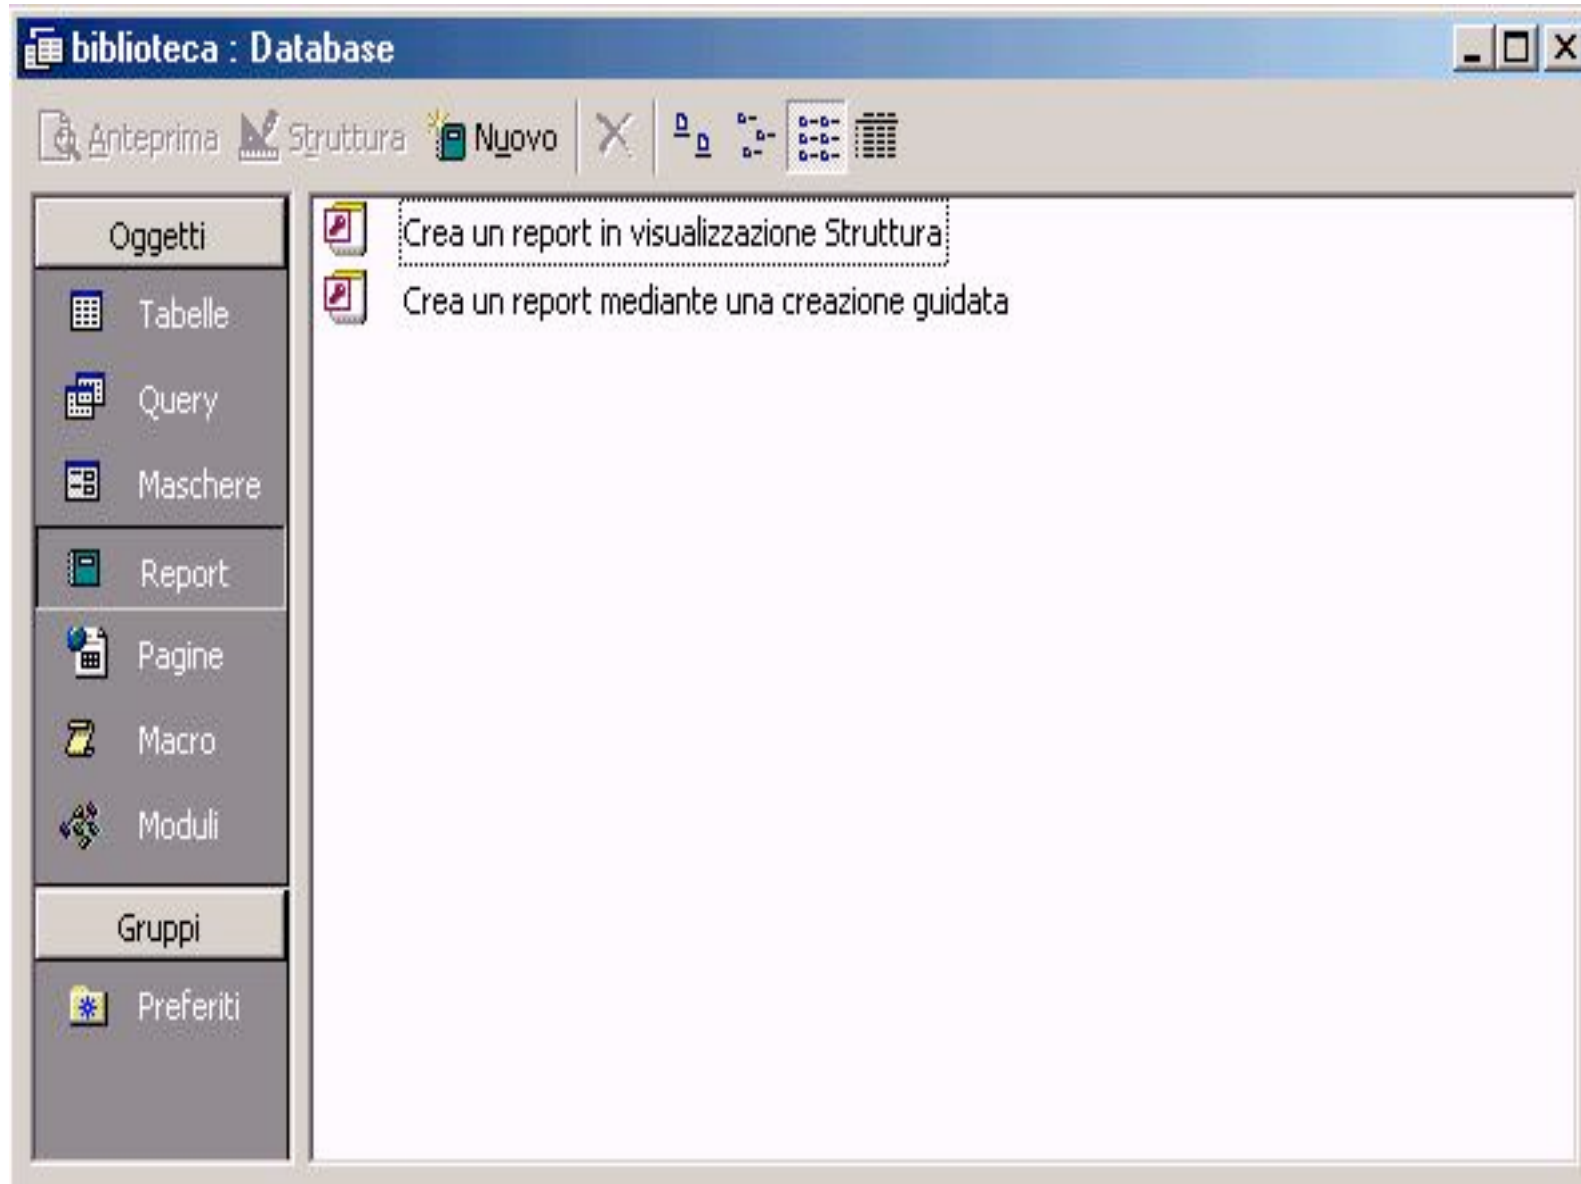 biblioteca : Database
Anteprima Struttura Nuovo
Oggetti
Tabelle
Query
Maschere
Report
Pagine
Macro
Moduli
Gruppi
Preferiti
Crea un report in visualizzazione Struttura
Crea un report mediante una creazione guidata